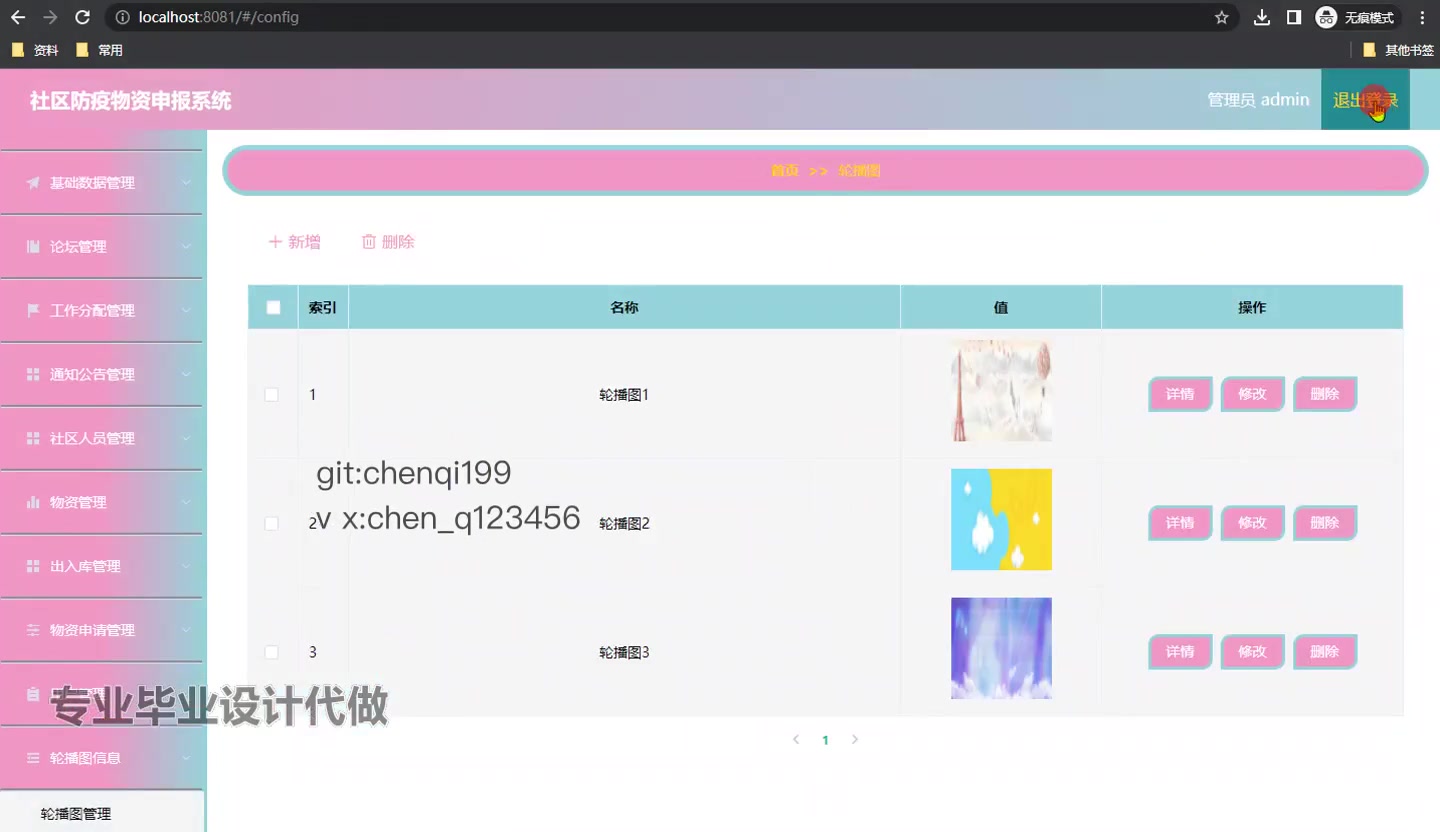 localhost:8081/#/config
无痕模式
资料
常用
其他书签
社区防疫物资申报系统
管理员 admin
退出登录
首页 >> 轮播图
基础数据管理
论坛管理
工作分配管理
通知公告管理
社区人员管理
物资管理
出入库管理
物资申请管理
轮播图信息
轮播图管理
新增
删除
索引 名称 值 操作
1 轮播图1 详情 修改 删除
git:chenqi199
v x:chen_q123456
2 轮播图2 详情 修改 删除
3 轮播图3 详情 修改 删除
专业毕业设计代做
1